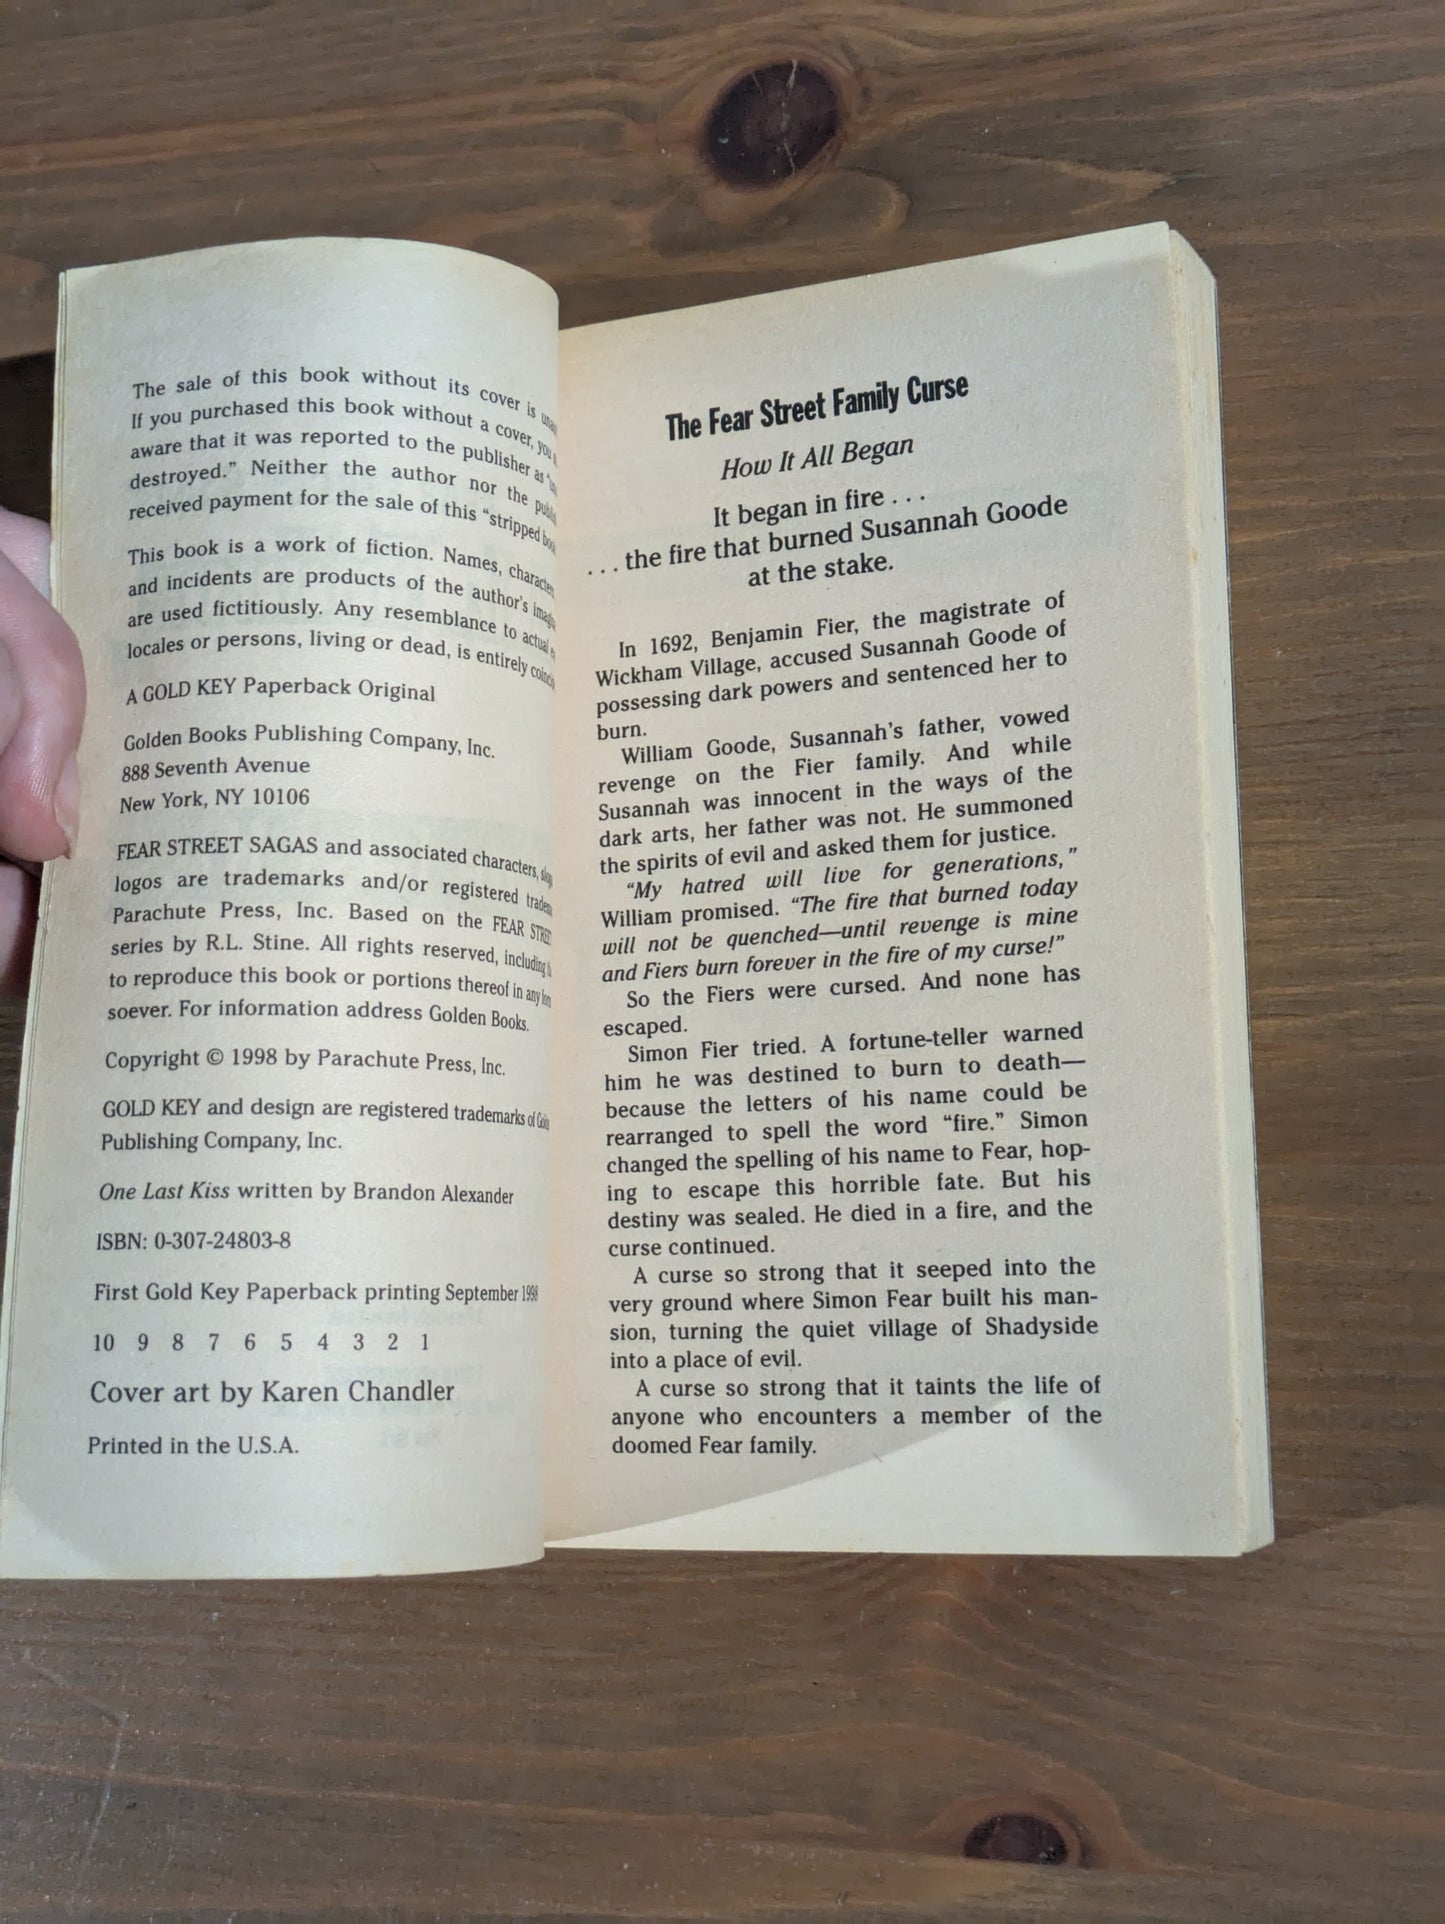 The sale of this book without its cover is
If you purchased this book without a cover, you
aware that it was reported to the publisher as
destroyed.” Neither the author nor the
received payment for the sale of this “stripped
This book is a work of fiction. Names,
and incidents are products of the author’s
are used fictitiously. Any resemblance to actual
locales or persons, living or dead, is entirely
A GOLD KEY Paperback Original
Golden Books Publishing Company, Inc.
888 Seventh Avenue
New York, NY 10106
FEAR STREET SAGAS and associated characters,
logos are trademarks and/or registered
Parachute Press, Inc. Based on the FEAR
series by R.L. Stine. All rights reserved, including
to reproduce this book or portions thereof in any
soever. For information address Golden Books.
Copyright © 1998 by Parachute Press, Inc.
GOLD KEY and design are registered trademarks of
Publishing Company, Inc.
One Last Kiss written by Brandon Alexander
ISBN: 0-307-24803-8
First Gold Key Paperback printing September 1998
10 9 8 7 6 5 4 3 2 1
Cover art by Karen Chandler
Printed in the U.S.A.
The Fear Street Family Curse
How It All Began
It began in fire . . .
. . . the fire that burned Susannah Goode
at the stake.
In 1692, Benjamin Fier, the magistrate of
Wickham Village, accused Susannah Goode of
possessing dark powers and sentenced her to
burn.
William Goode, Susannah’s father, vowed
revenge on the Fier family. And while
Susannah was innocent in the ways of the
dark arts, her father was not. He summoned
the spirits of evil and asked them for justice.
“My hatred will live for generations,”
William promised. “The fire that burned today
will not be quenched—until revenge is mine
and Fiers burn forever in the fire of my curse!”
So the Fiers were cursed. And none has
escaped.
Simon Fier tried. A fortune-teller warned
him he was destined to burn to death—
because the letters of his name could be
rearranged to spell the word “fire.” Simon
changed the spelling of his name to Fear, hop-
ing to escape this horrible fate. But his
destiny was sealed. He died in a fire, and the
curse continued.
A curse so strong that it seeped into the
very ground where Simon Fear built his man-
sion, turning the quiet village of Shadyside
into a place of evil.
A curse so strong that it taints the life of
anyone who encounters a member of the
doomed Fear family.